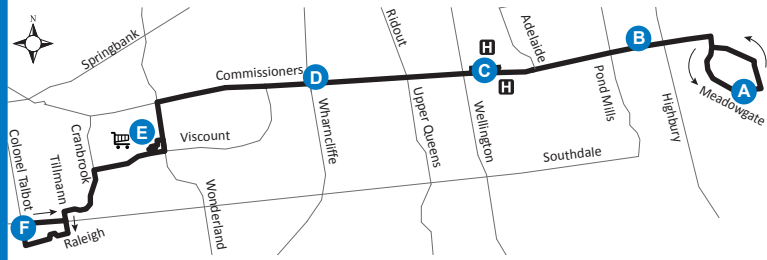 N
Springbank
Ridout
Adelaide
H
B
Commissioners
D
C
H
A
Meadowgate
Pond Mills
Highbury
E
Viscount
Wharncliffe
Upper Queens
Wellington
Southdale
Colonel Talbot
Tillmann
Cranbrook
Wonderland
F
Raleigh